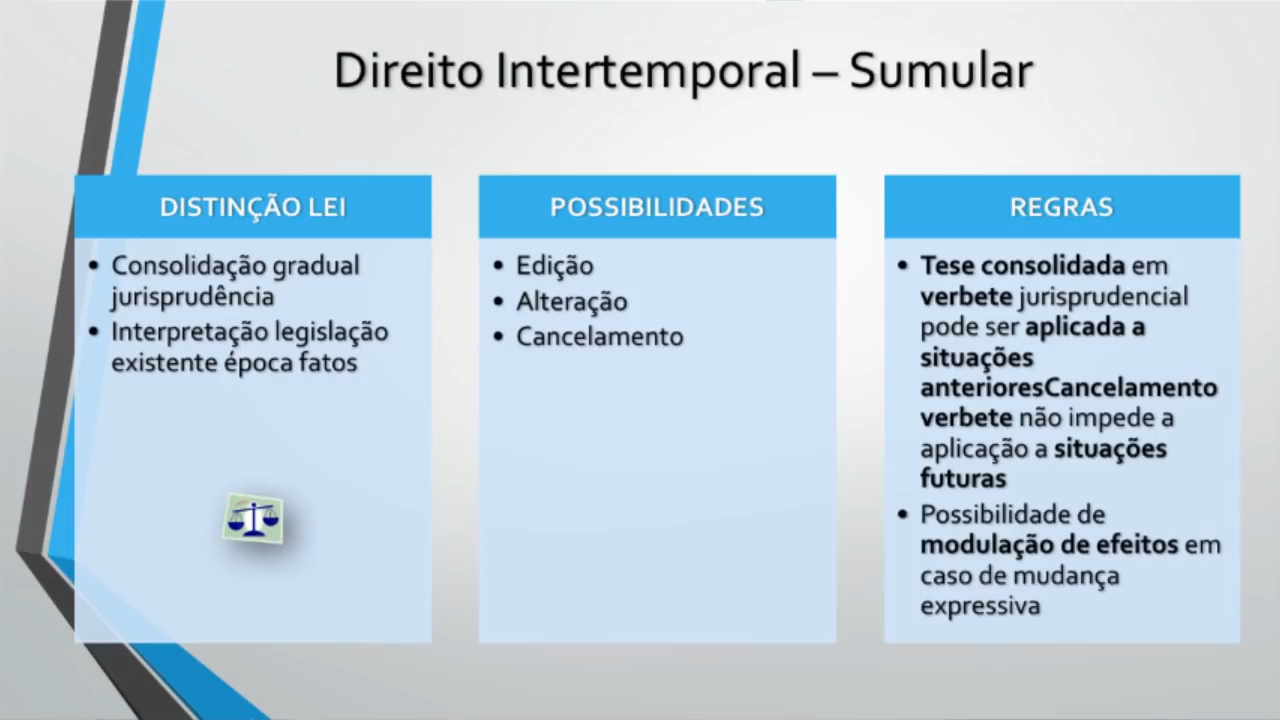 Direito Intertemporal – Sumular
DISTINÇÃO LEI
• Consolidação gradual
jurisprudência
• Interpretação legislação
existente época fatos
POSSIBILIDADES
• Edição
• Alteração
• Cancelamento
REGRAS
• Tese consolidada em
verbete jurisprudencial
pode ser aplicada a
situações
anterioresCancelamento
verbete não impede a
aplicação a situações
futuras
• Possibilidade de
modulação de efeitos em
caso de mudança
expressiva